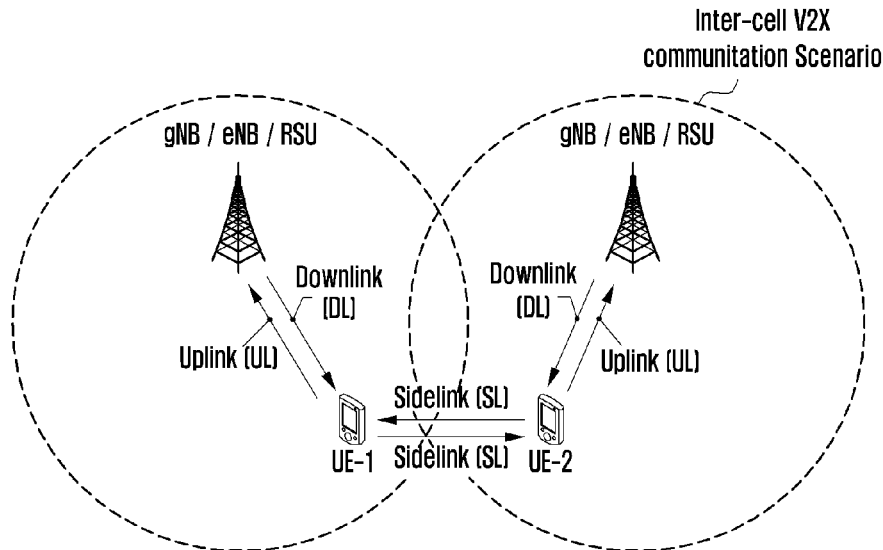 Inter-cell V2X
communitation Scenario
gNB / eNB / RSU
gNB / eNB / RSU
Downlink
(DL)
Uplink (UL)
Downlink
(DL)
Uplink (UL)
Sidelink (SL)
Sidelink (SL)
UE-1
UE-2